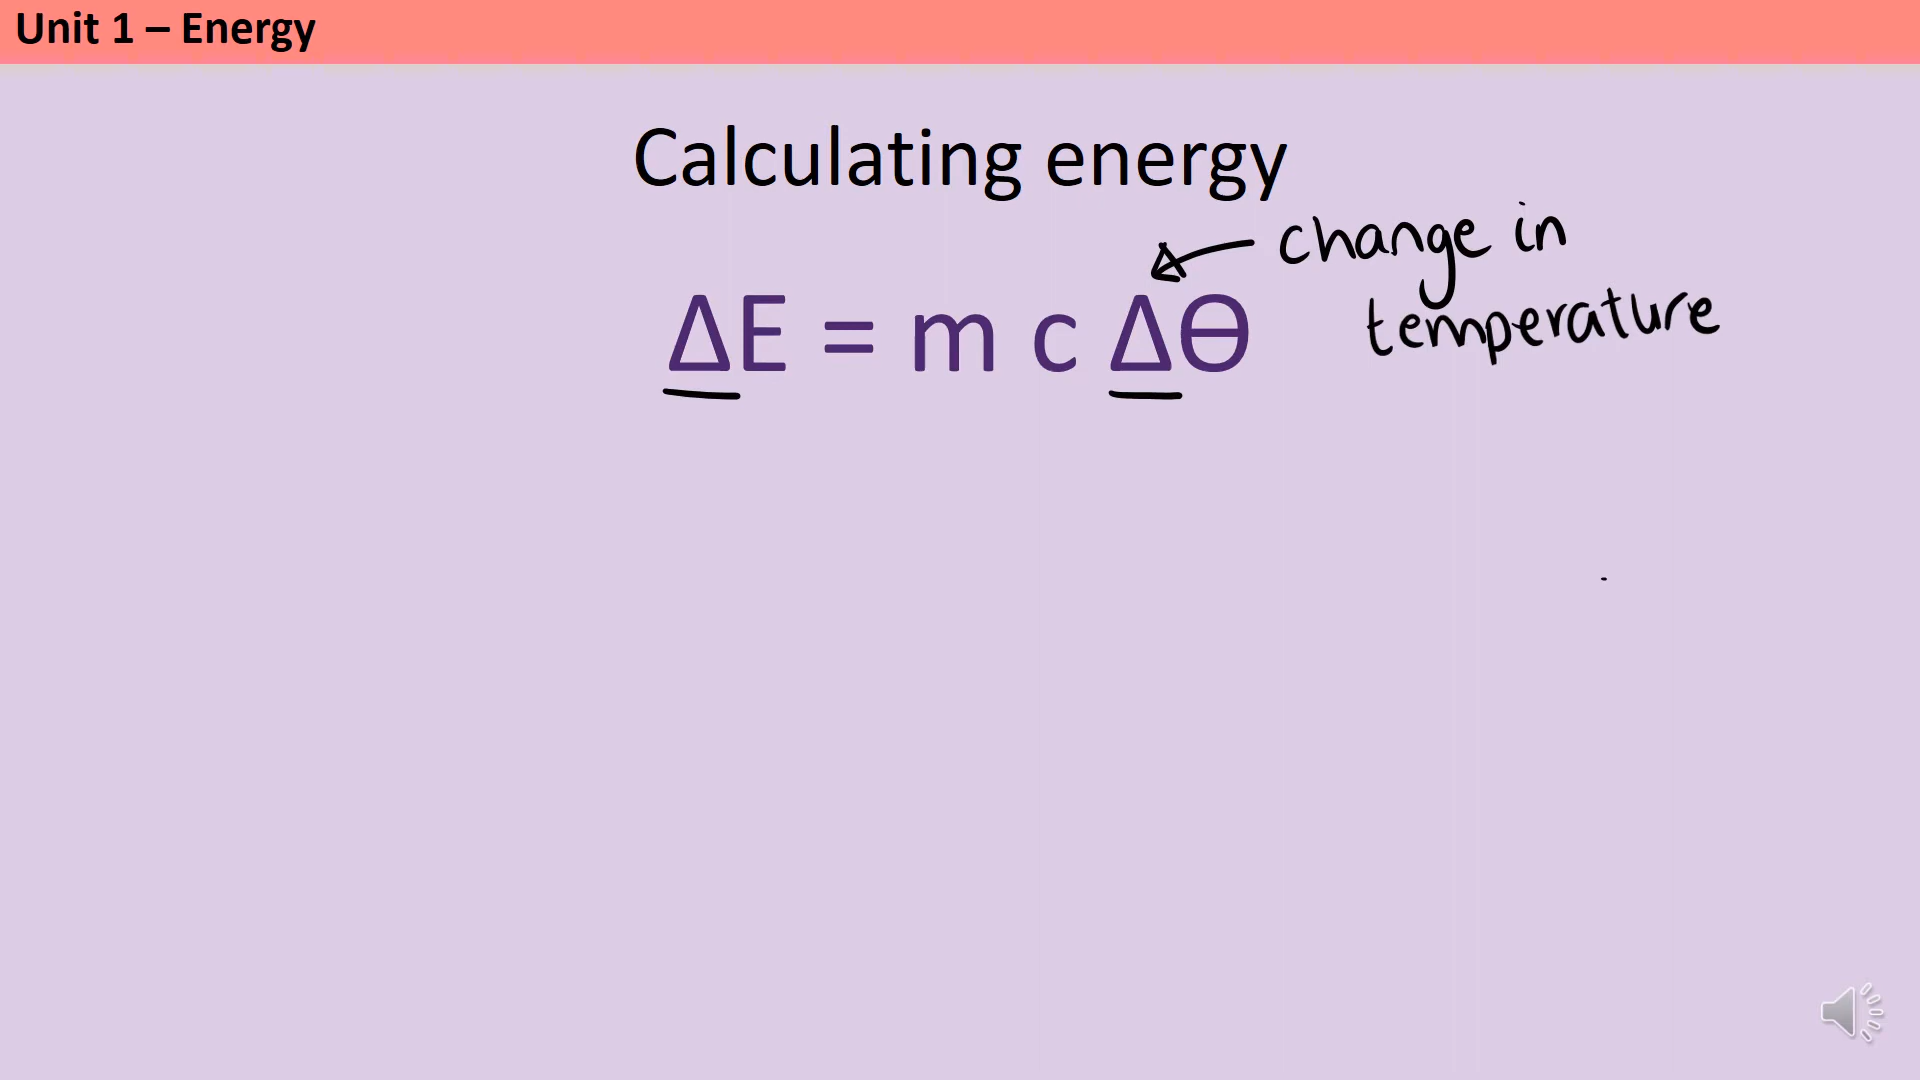 Unit 1 – Energy
Calculating energy
change in
temperature
ΔE = m c ΔΘ